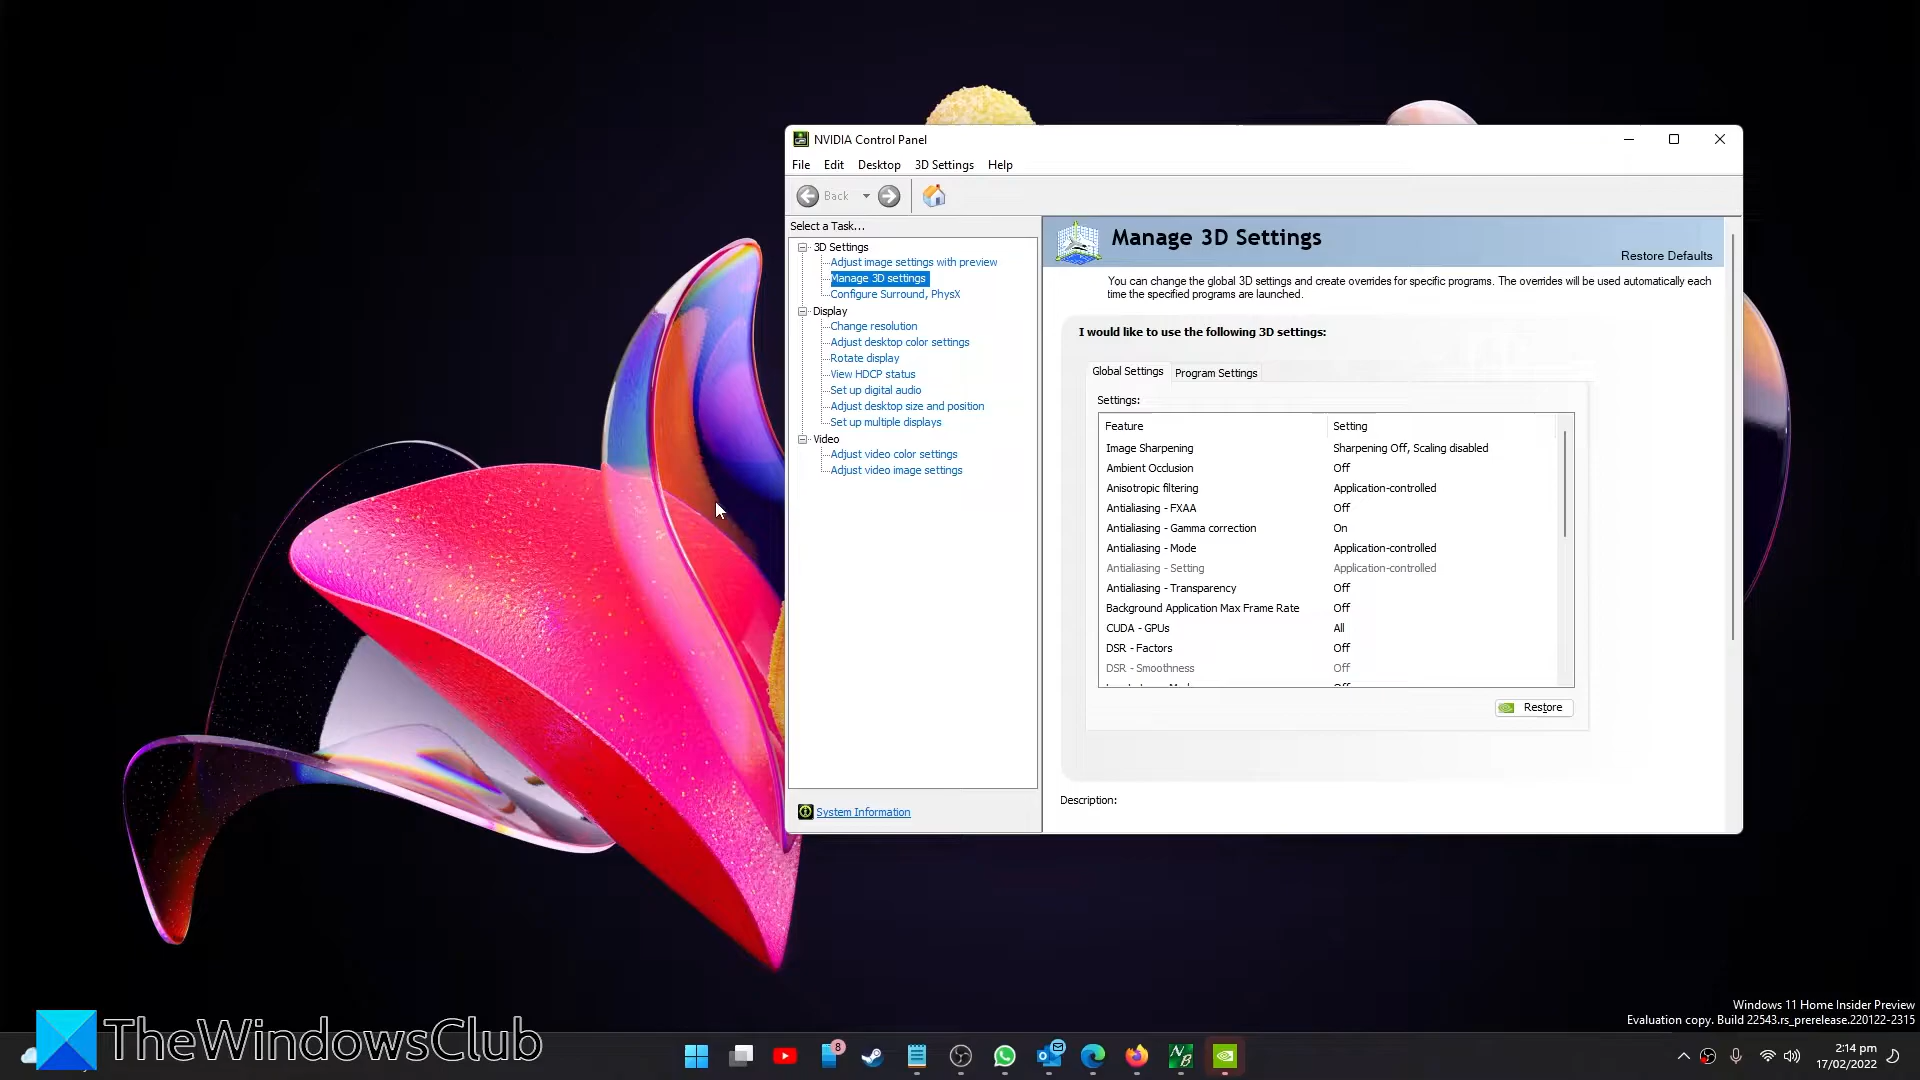 NVIDIA Control Panel
File Edit Desktop 3D Settings Help
Back
Select a Task...
3D Settings
Adjust image settings with preview
Manage 3D settings
Configure Surround, PhysX
Display
Change resolution
Adjust desktop color settings
Rotate display
View HDCP status
Set up digital audio
Adjust desktop size and position
Set up multiple displays
Video
Adjust video color settings
Adjust video image settings
System Information
Manage 3D Settings
Restore Defaults
You can change the global 3D settings and create overrides for specific programs. The overrides will be used automatically each
time the specified programs are launched.
I would like to use the following 3D settings:
Global Settings Program Settings
Settings:
Feature Setting
Image Sharpening Sharpening Off, Scaling disabled
Ambient Occlusion Off
Anisotropic filtering Application-controlled
Antialiasing - FXAA Off
Antialiasing - Gamma correction On
Antialiasing - Mode Application-controlled
Antialiasing - Setting Application-controlled
Antialiasing - Transparency Off
Background Application Max Frame Rate Off
CUDA - GPUs All
DSR - Factors Off
DSR - Smoothness Off
Restore
Description:
Windows 11 Home Insider Preview
Evaluation copy. Build 22543.rs_prerelease.220122-2315
TheWindowsClub
8
NB
2:14 pm
17/02/2022